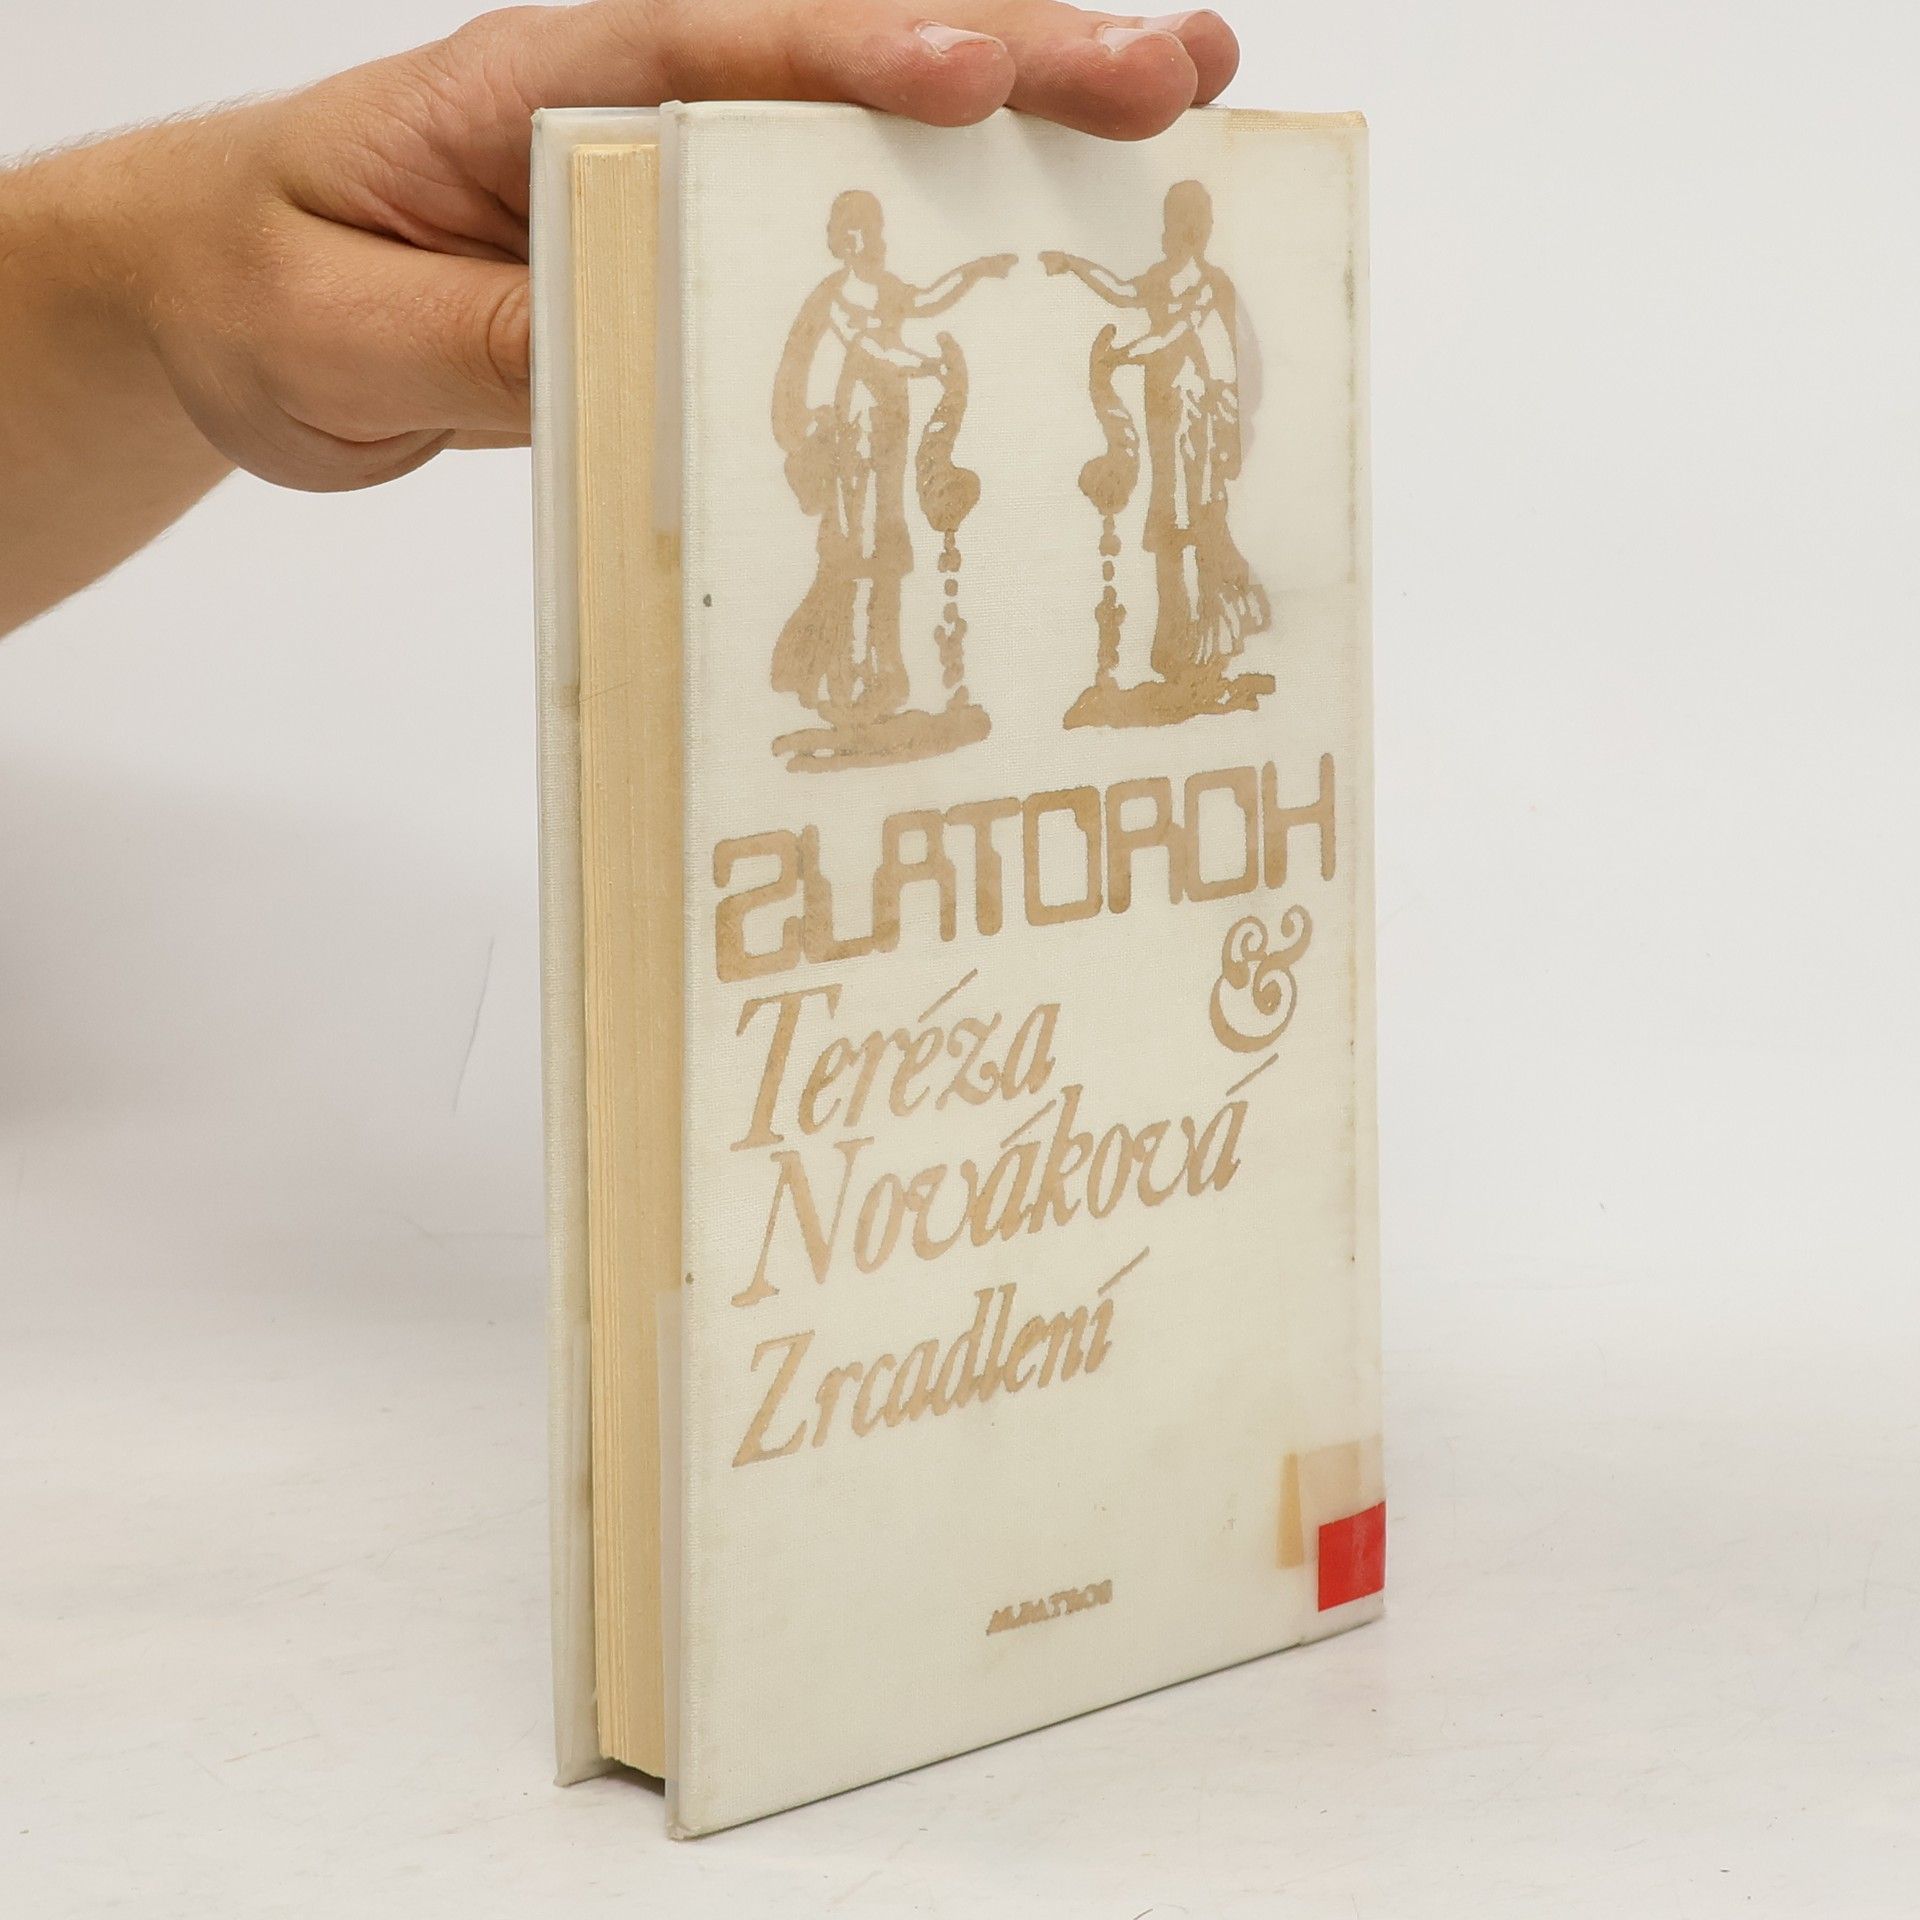 ZLATOROH
&
Teréza
Nováková
Zrcadlení
ALBATROS